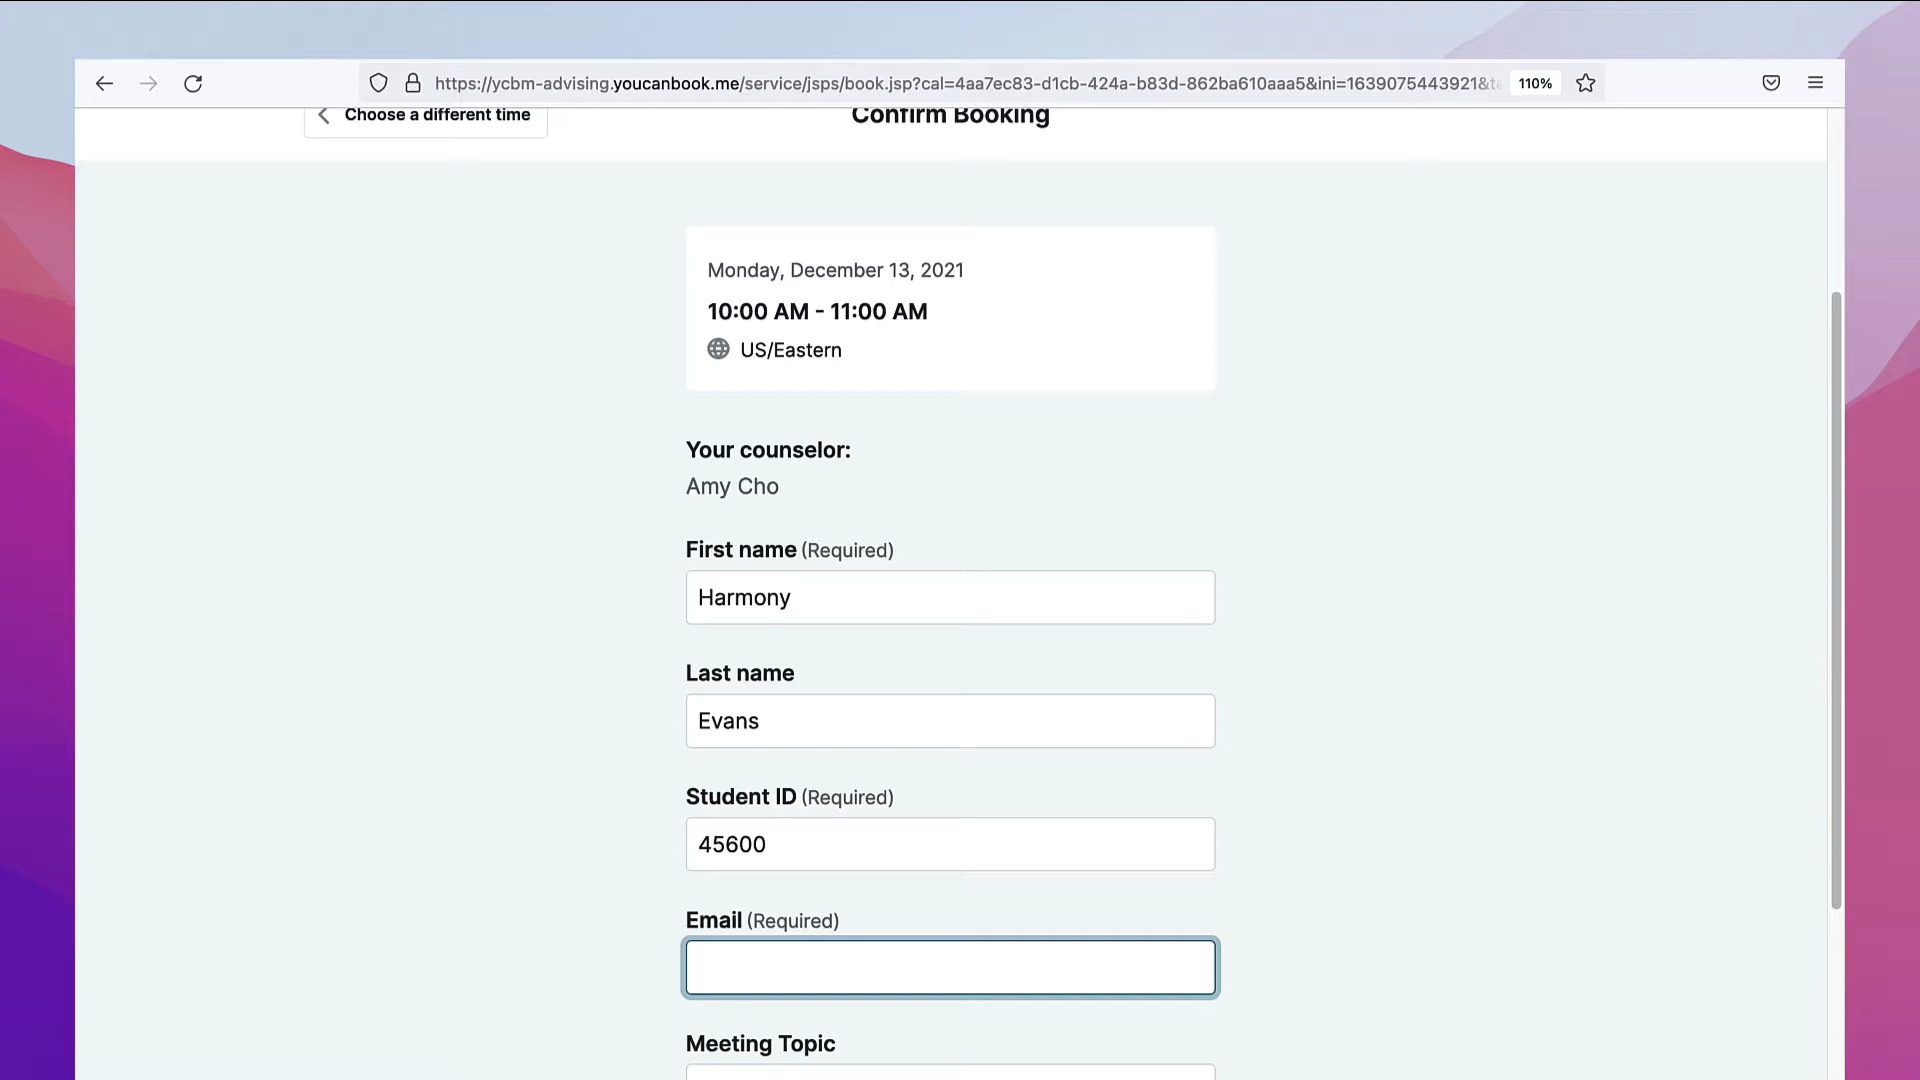 https://ycbm-advising.youcanbook.me/service/jsps/book.jsp?cal=4aa7ec83-d1cb-424a-b83d-862ba610aaa5&ini=1639075443921&te
110%
Choose a different time
Confirm Booking
Monday, December 13, 2021
10:00 AM - 11:00 AM
US/Eastern
Your counselor:
Amy Cho
First name (Required)
Harmony
Last name
Evans
Student ID (Required)
45600
Email (Required)
Meeting Topic